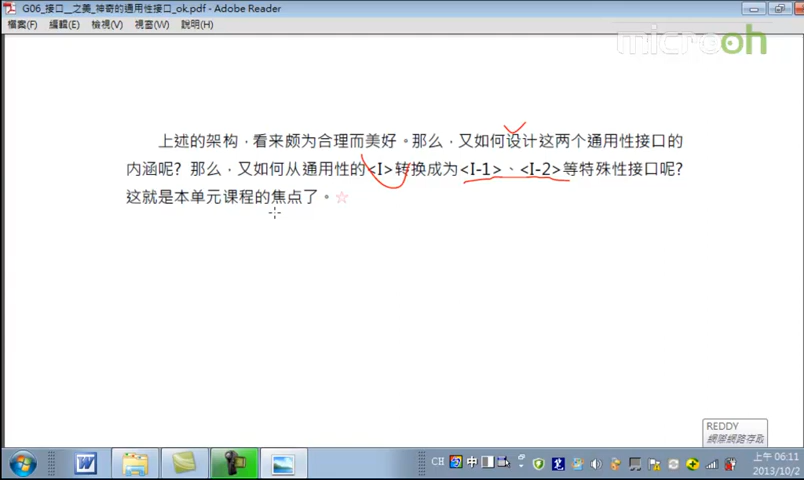 G06_接口__之美_神奇的通用性接口_ok.pdf - Adobe Reader
檔案(F) 編輯(E) 檢視(V) 視窗(W) 說明(H)
microoh
上述的架构，看来颇为合理而美好。那么，又如何设计这两个通用性接口的
内涵呢? 那么，又如何从通用性的<I>转换成为<I-1>、<I-2>等特殊性接口呢?
这就是本单元课程的焦点了。☆
REDDY
網際網路存取
CH 中
上午 06:11
2013/10/2